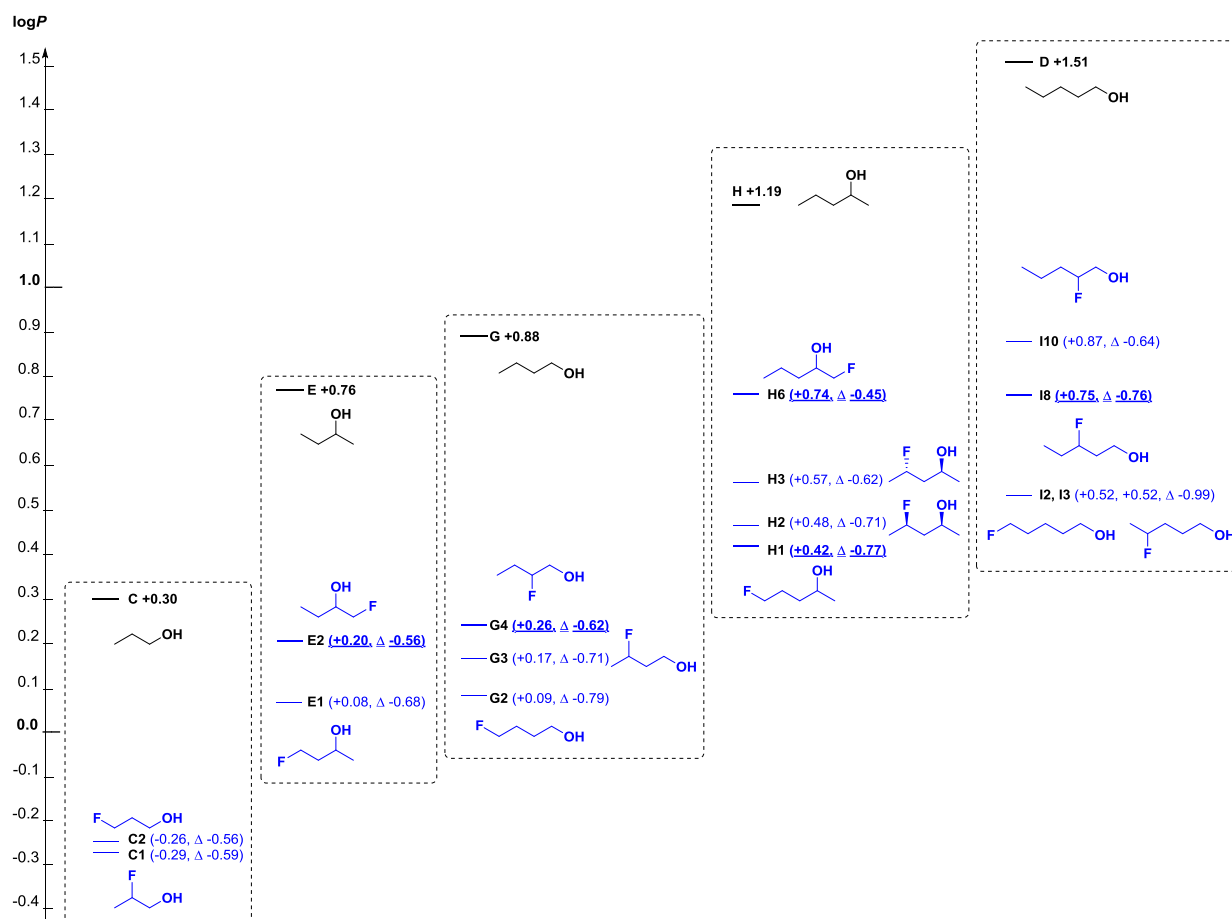 logP
1.5
1.4
1.3
1.2
1.1
1.0
0.9
0.8
0.7
0.6
0.5
0.4
0.3
0.2
0.1
0.0
-0.1
-0.2
-0.3
-0.4
C +0.30
OH
F
OH
C2 (-0.26, Δ -0.56)
C1 (-0.29, Δ -0.59)
F
OH
E +0.76
OH
OH
F
E2 (+0.20, Δ -0.56)
E1 (+0.08, Δ -0.68)
OH
F
G +0.88
OH
OH
F
G4 (+0.26, Δ -0.62)
F
G3 (+0.17, Δ -0.71)
OH
G2 (+0.09, Δ -0.79)
F
OH
H +1.19
OH
OH
F
H6 (+0.74, Δ -0.45)
F OH
H3 (+0.57, Δ -0.62)
F OH
H2 (+0.48, Δ -0.71)
H1 (+0.42, Δ -0.77)
OH
F
D +1.51
OH
OH
F
I10 (+0.87, Δ -0.64)
I8 (+0.75, Δ -0.76)
F
OH
I2, I3 (+0.52, +0.52, Δ -0.99)
F OH OH
F